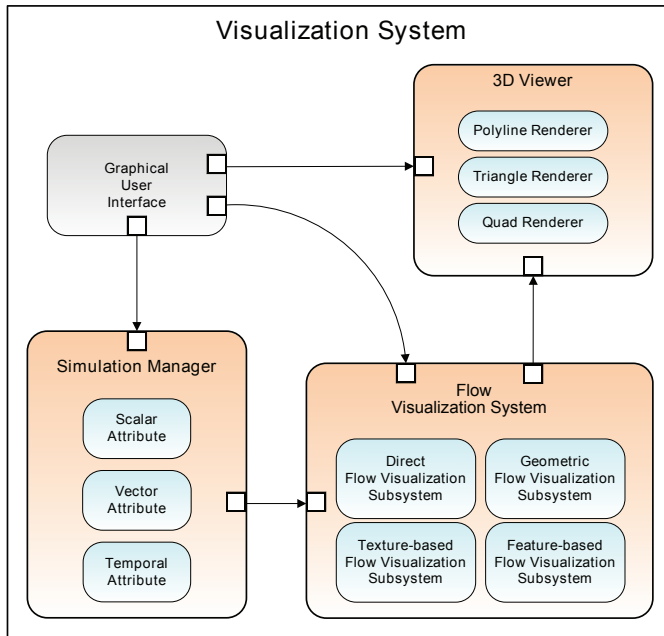 Visualization System
3D Viewer
Polyline Renderer
Triangle Renderer
Quad Renderer
Graphical
User
Interface
Simulation Manager
Scalar
Attribute
Vector
Attribute
Temporal
Attribute
Flow
Visualization System
Direct
Flow Visualization
Subsystem
Geometric
Flow Visualization
Subsystem
Texture-based
Flow Visualization
Subsystem
Feature-based
Flow Visualization
Subsystem